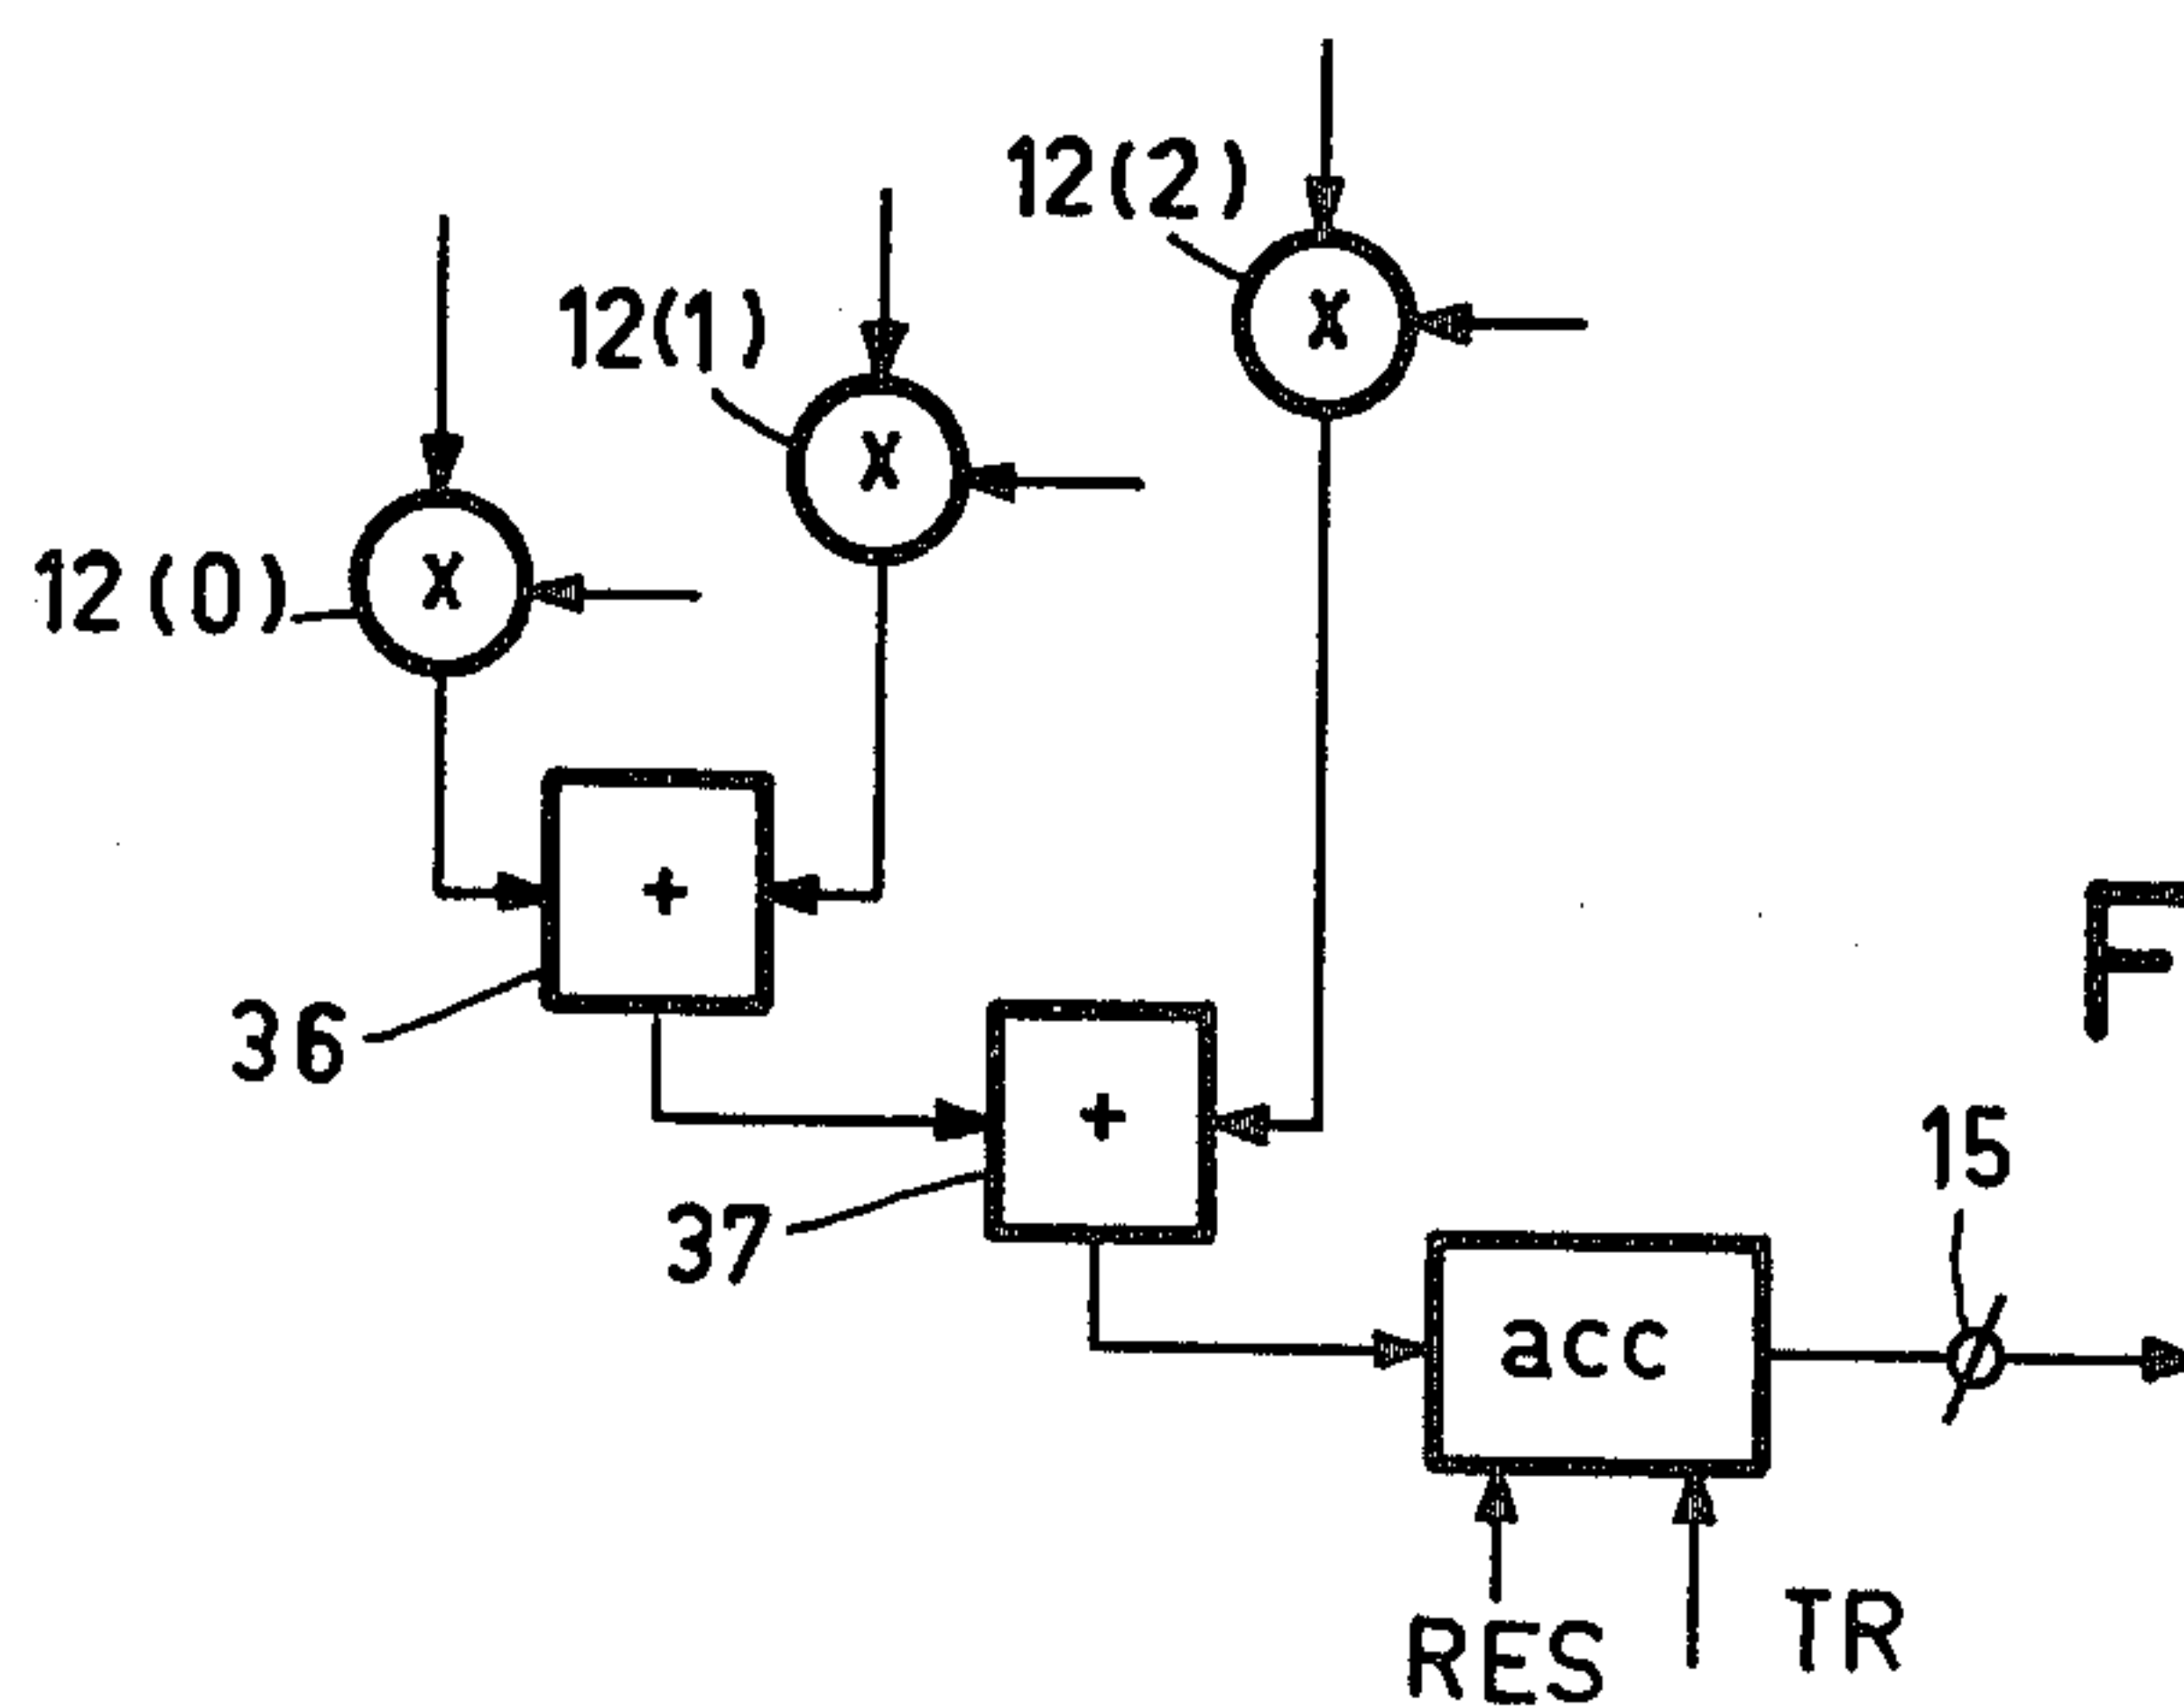 12(2)
12(1)
x
x
12(0)
x
+
36
+
F
15
37
acc
RES
TR